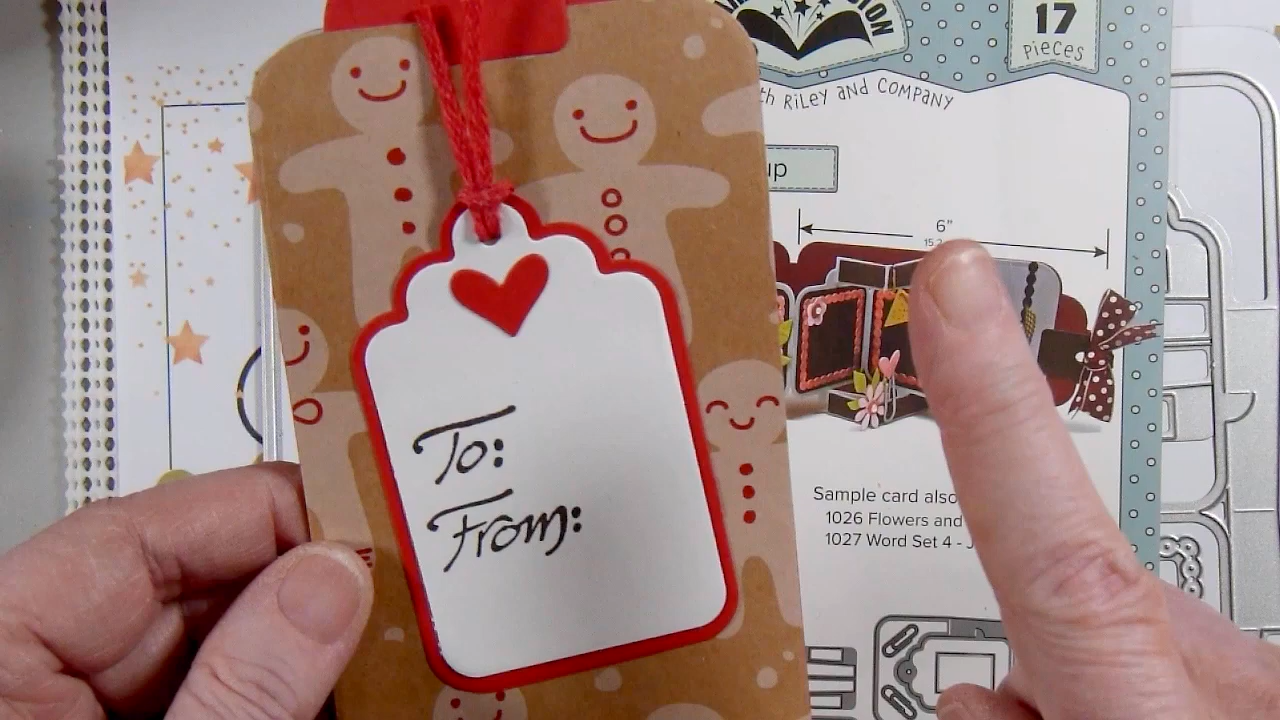 17
PiECES
RiLEY AND COMPANY
up
6"
To:
From:
Sample card also
1026 Flowers and
1027 Word Set 4 -